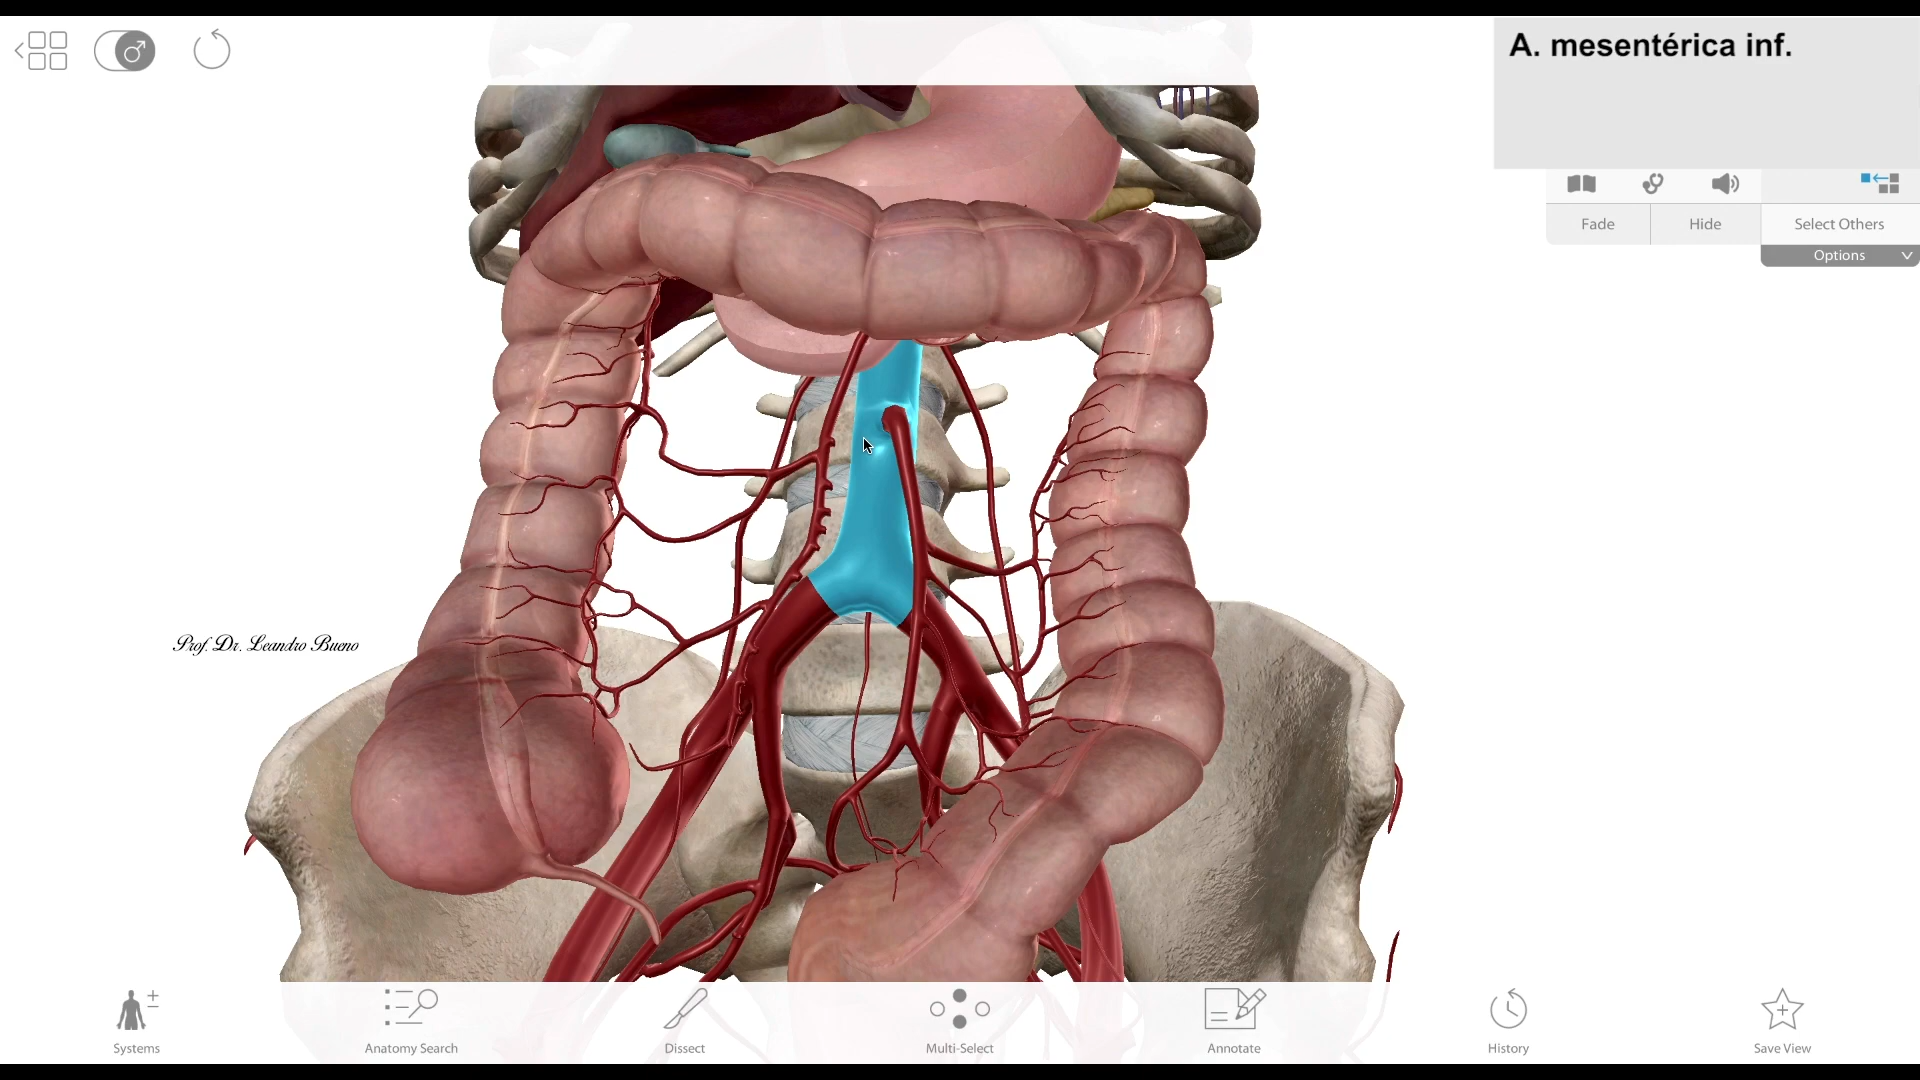 A. mesentérica inf.
Fade
Hide
Select Others
Options
Prof. Dr. Leandro Bueno
Systems
Anatomy Search
Dissect
Multi-Select
Annotate
History
Save View